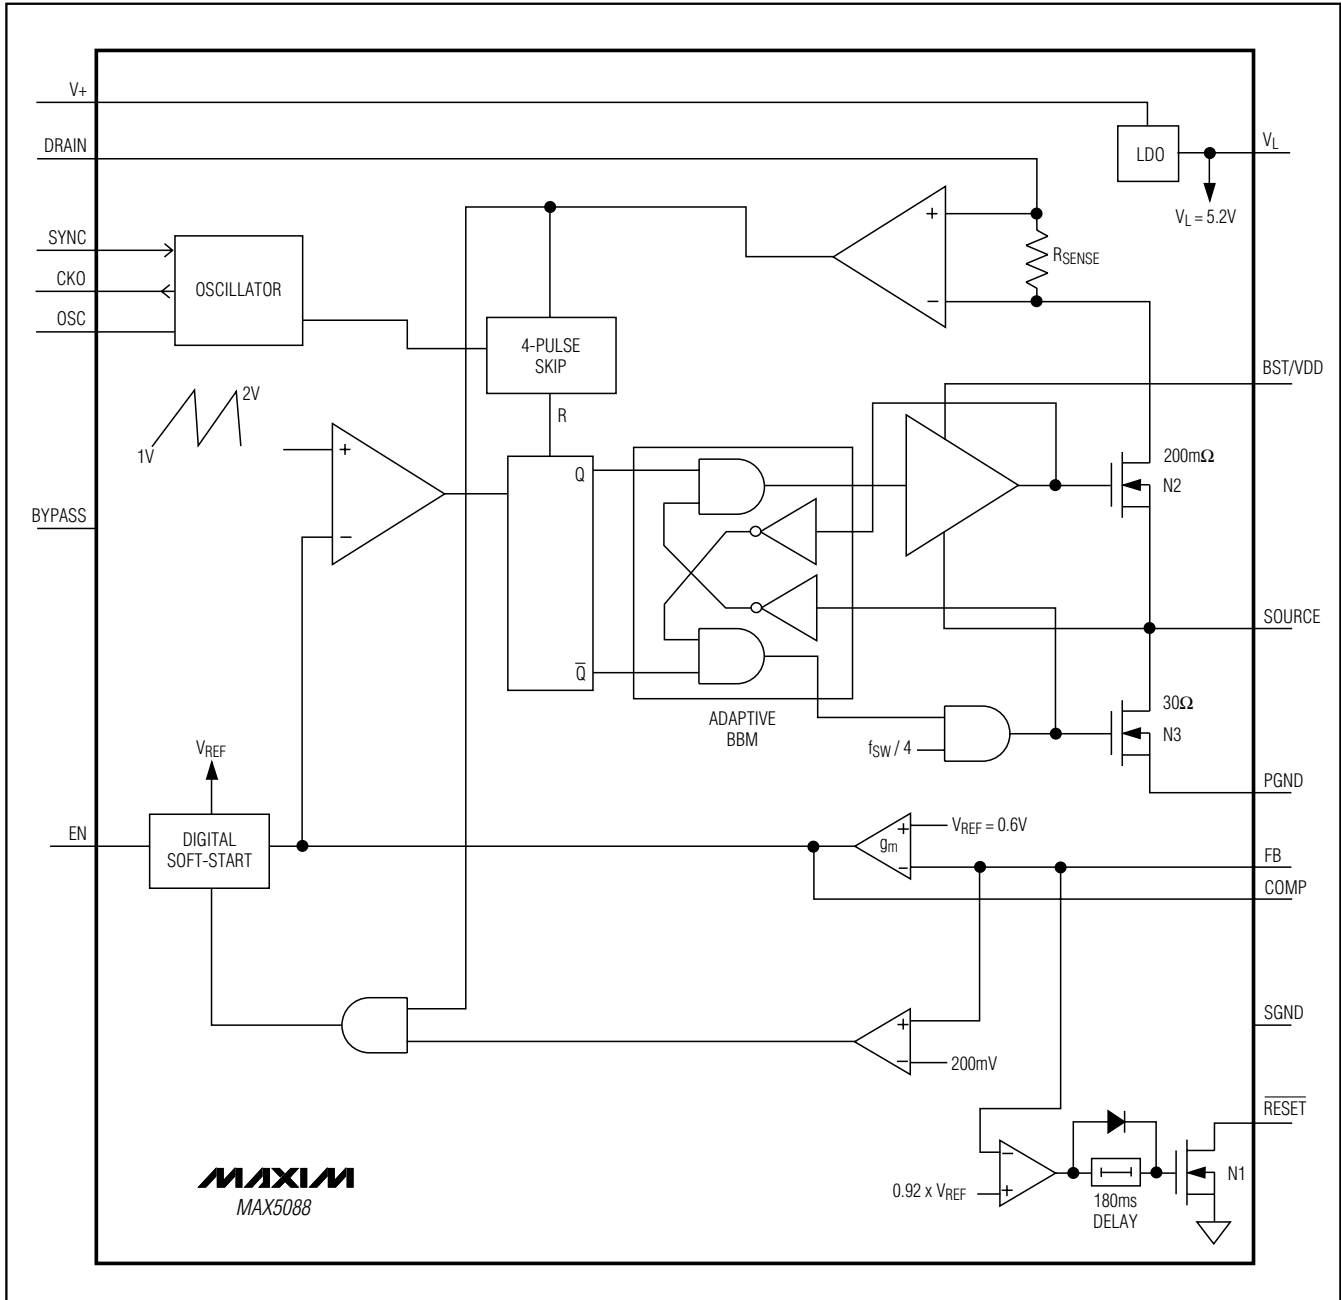 V+
DRAIN
LDO
VL
VL = 5.2V
SYNC
CKO
OSC
OSCILLATOR
+
−
RSENSE
4-PULSE
SKIP
R
BST/VDD
2V
1V
+
−
BYPASS
Q
Q̅
ADAPTIVE
BBM
200mΩ
N2
SOURCE
30Ω
N3
fSW / 4
PGND
VREF
EN
DIGITAL
SOFT-START
gm
+
−
VREF = 0.6V
FB
COMP
+
−
200mV
SGND
R̅E̅S̅E̅T̅
−
+
0.92 x VREF
180ms
DELAY
N1
MAXIM
MAX5088